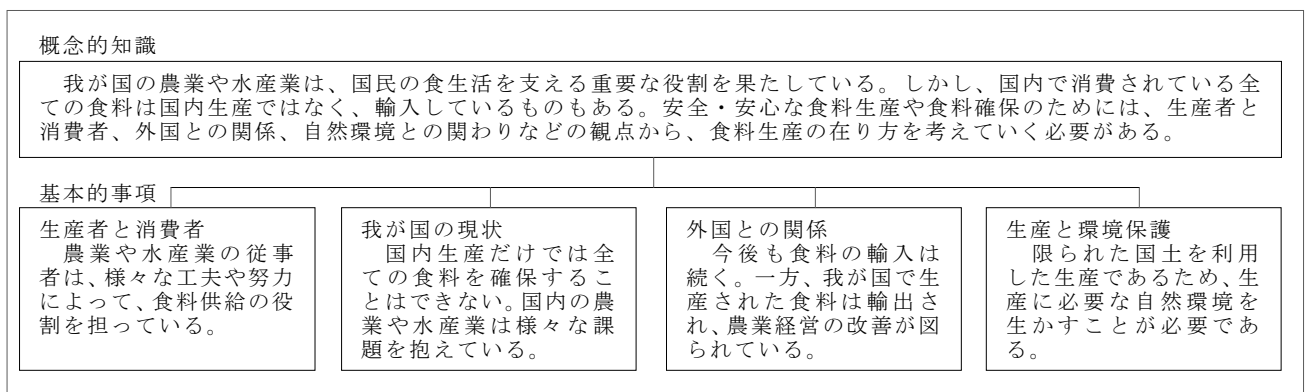 概念的知識
我が国の農業や水産業は、国民の食生活を支える重要な役割を果たしている。しかし、国内で消費されている全
ての食料は国内生産ではなく、輸入しているものもある。安全・安心な食料生産や食料確保のためには、生産者と
消費者、外国との関係、自然環境との関わりなどの観点から、食料生産の在り方を考えていく必要がある。
基本的事項
生産者と消費者
農業や水産業の従事
者は、様々な工夫や努力
によって、食料供給の役
割を担っている。
我が国の現状
国内生産だけでは全
ての食料を確保するこ
とはできない。国内の農
業や水産業は様々な課
題を抱えている。
外国との関係
今後も食料の輸入は
続く。一方、我が国で生
産された食料は輸出さ
れ、農業経営の改善が図
られている。
生産と環境保護
限られた国土を利用
した生産であるため、生
産に必要な自然環境を
生かすことが必要であ
る。